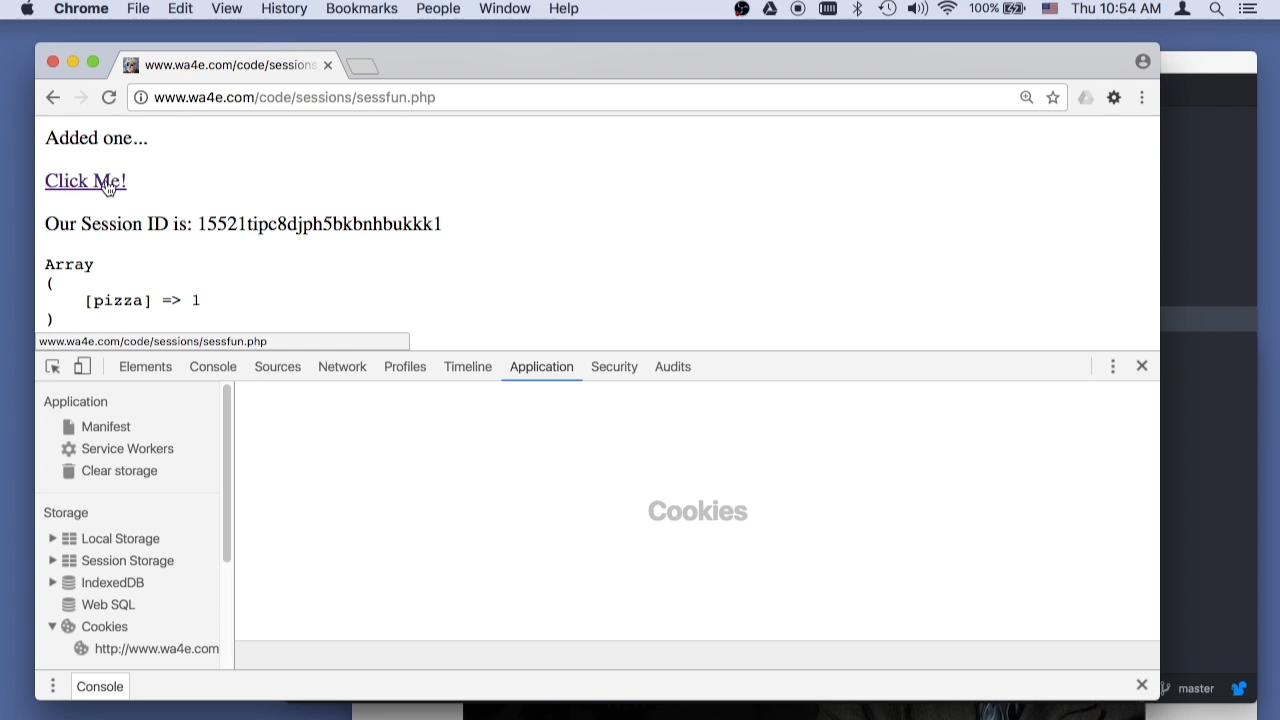 Chrome File Edit View History Bookmarks People Window Help 100% Thu 10:54 AM
www.wa4e.com/code/sessions
www.wa4e.com/code/sessions/sessfun.php
Added one...
Click Me!
Our Session ID is: 15521tipc8djph5bkbnhbukkk1
Array
(
[pizza] => 1
)
www.wa4e.com/code/sessions/sessfun.php
Elements Console Sources Network Profiles Timeline Application Security Audits
Application
Manifest
Service Workers
Clear storage
Storage
Local Storage
Session Storage
IndexedDB
Web SQL
Cookies
http://www.wa4e.com
Cookies
Console
master